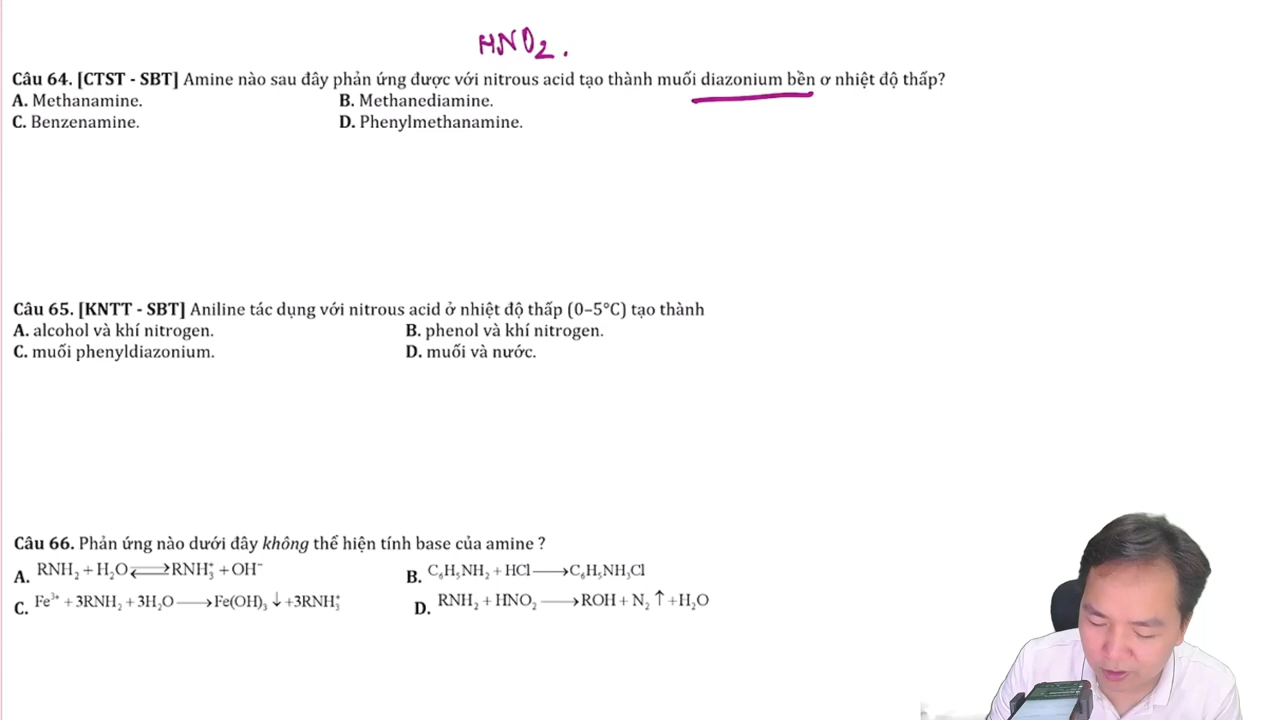 HNO₂.
Câu 64. [CTST - SBT] Amine nào sau đây phản ứng được với nitrous acid tạo thành muối diazonium bền ơ nhiệt độ thấp?
A. Methanamine. B. Methanediamine.
C. Benzenamine. D. Phenylmethanamine.
Câu 65. [KNTT - SBT] Aniline tác dụng với nitrous acid ở nhiệt độ thấp (0–5°C) tạo thành
A. alcohol và khí nitrogen. B. phenol và khí nitrogen.
C. muối phenyldiazonium. D. muối và nước.
Câu 66. Phản ứng nào dưới đây không thể hiện tính base của amine ?
A. RNH₂ + H₂O ⇌ RNH₃⁺ + OH⁻ B. C₆H₅NH₂ + HCl → C₆H₅NH₃Cl
C. Fe³⁺ + 3RNH₂ + 3H₂O → Fe(OH)₃ ↓ +3RNH₃⁺ D. RNH₂ + HNO₂ → ROH + N₂ ↑ +H₂O